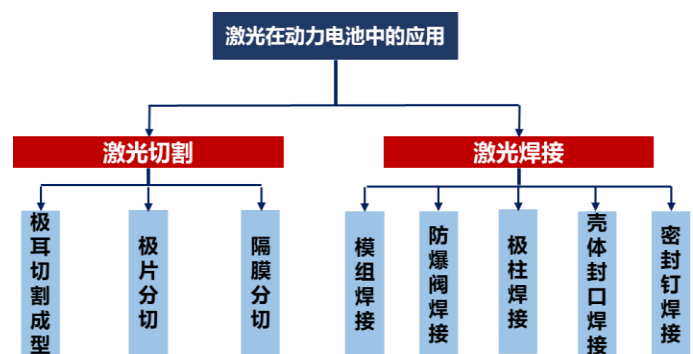 激光在动力电池中的应用
激光切割
激光焊接
极耳切割成型
极片分切
隔膜分切
模组焊接
防爆阀焊接
极柱焊接
壳体封口焊接
密封钉焊接